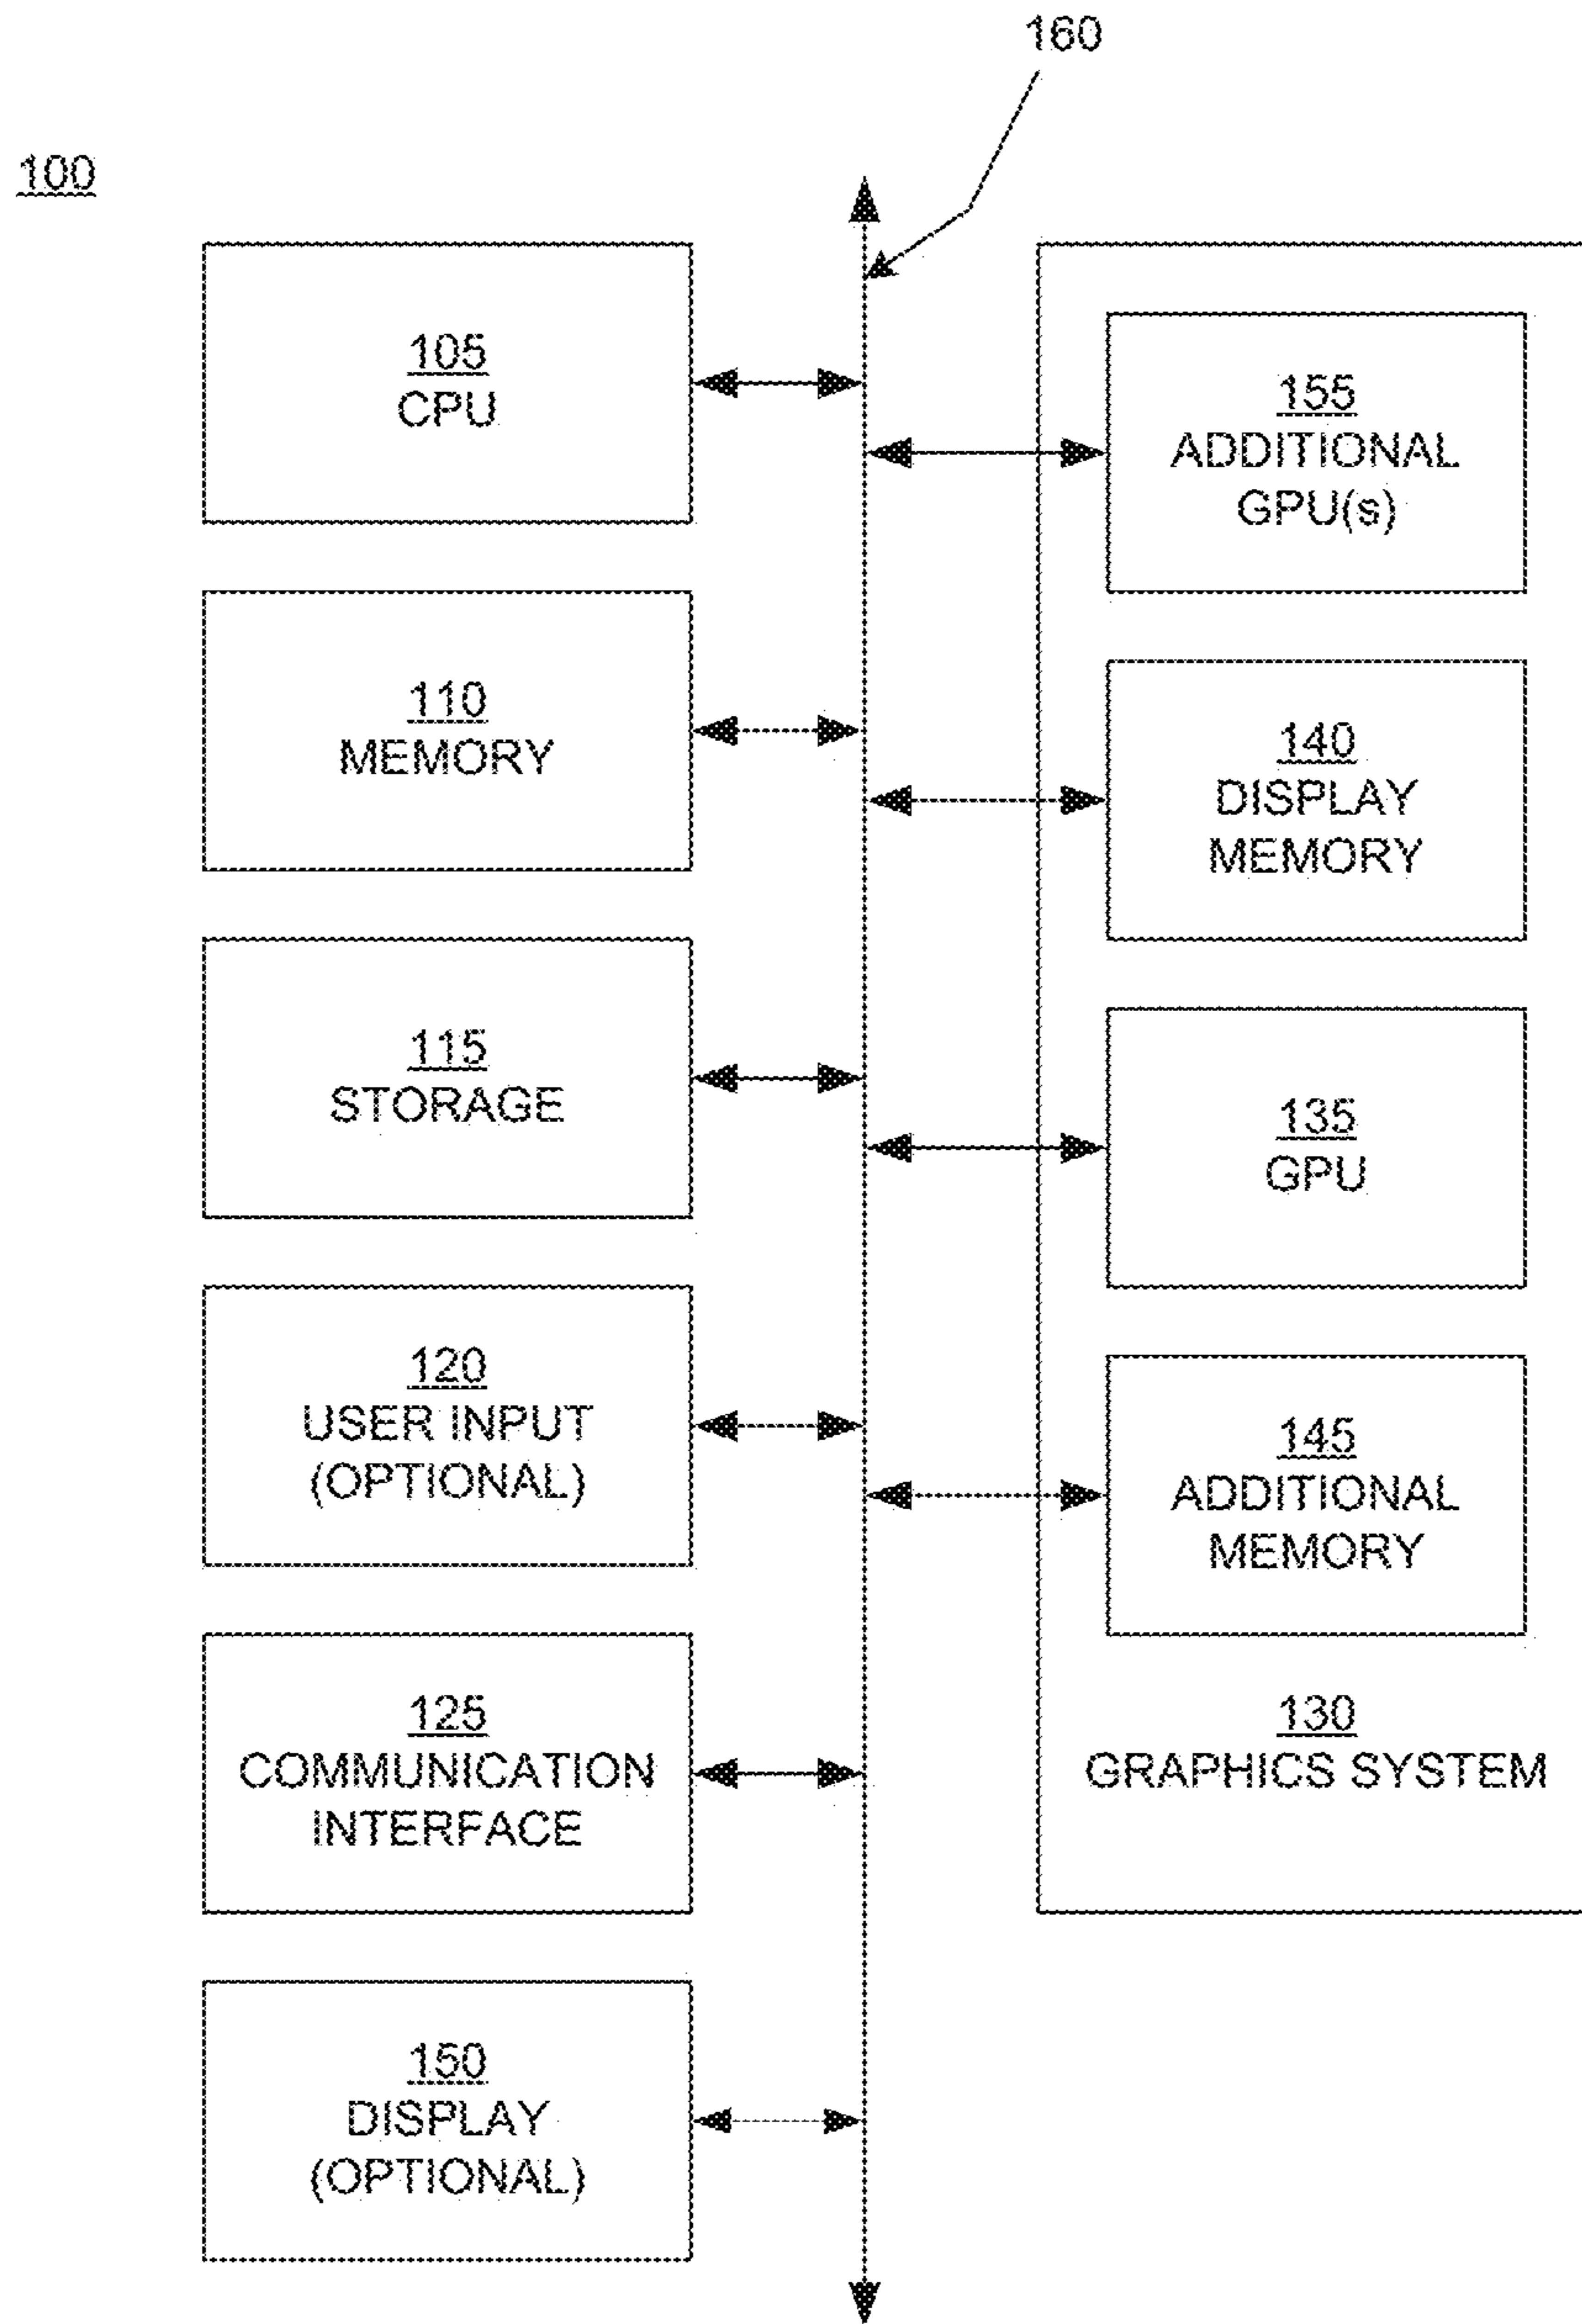 160
100
105
CPU
110
MEMORY
115
STORAGE
120
USER INPUT
(OPTIONAL)
125
COMMUNICATION
INTERFACE
150
DISPLAY
(OPTIONAL)
155
ADDITIONAL
GPU(s)
140
DISPLAY
MEMORY
135
GPU
145
ADDITIONAL
MEMORY
130
GRAPHICS SYSTEM